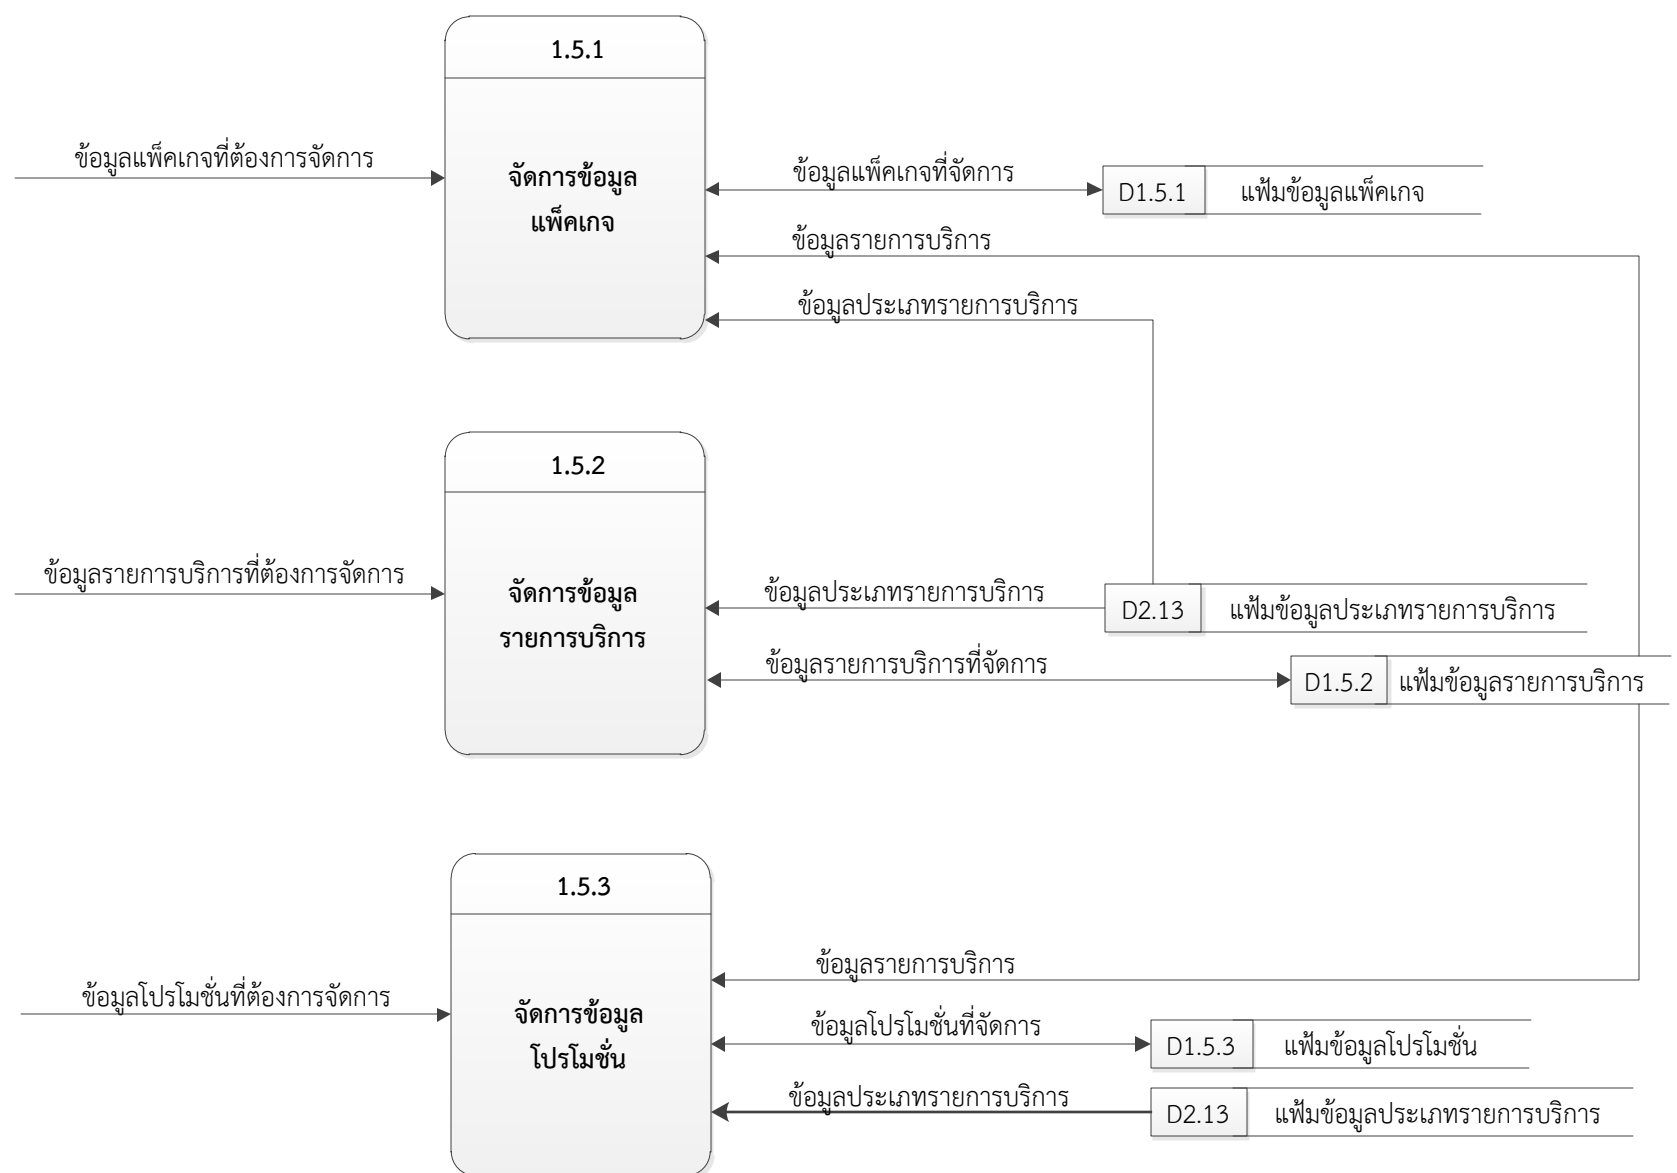 1.5.1
ข้อมูลแพ็คเกจที่ต้องการจัดการ
จัดการข้อมูล
แพ็คเกจ
ข้อมูลแพ็คเกจที่จัดการ
D1.5.1
แฟ้มข้อมูลแพ็คเกจ
ข้อมูลรายการบริการ
ข้อมูลประเภทรายการบริการ
1.5.2
ข้อมูลรายการบริการที่ต้องการจัดการ
จัดการข้อมูล
รายการบริการ
ข้อมูลประเภทรายการบริการ
D2.13
แฟ้มข้อมูลประเภทรายการบริการ
ข้อมูลรายการบริการที่จัดการ
D1.5.2
แฟ้มข้อมูลรายการบริการ
1.5.3
ข้อมูลโปรโมชั่นที่ต้องการจัดการ
จัดการข้อมูล
โปรโมชั่น
ข้อมูลรายการบริการ
ข้อมูลโปรโมชั่นที่จัดการ
D1.5.3
แฟ้มข้อมูลโปรโมชั่น
ข้อมูลประเภทรายการบริการ
D2.13
แฟ้มข้อมูลประเภทรายการบริการ